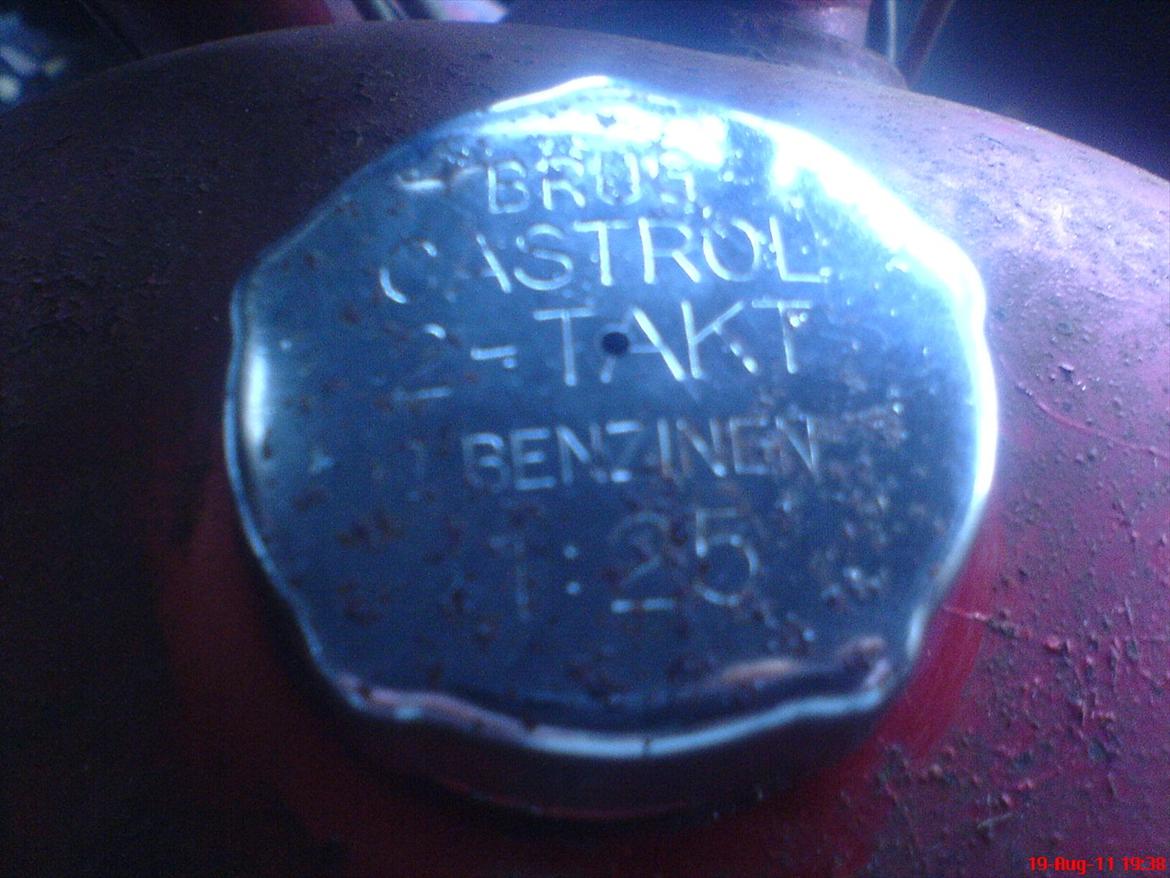 BRUG
CASTROL
2-TAKT
I BENZINEN
1:25
19-Aug-11 19:38